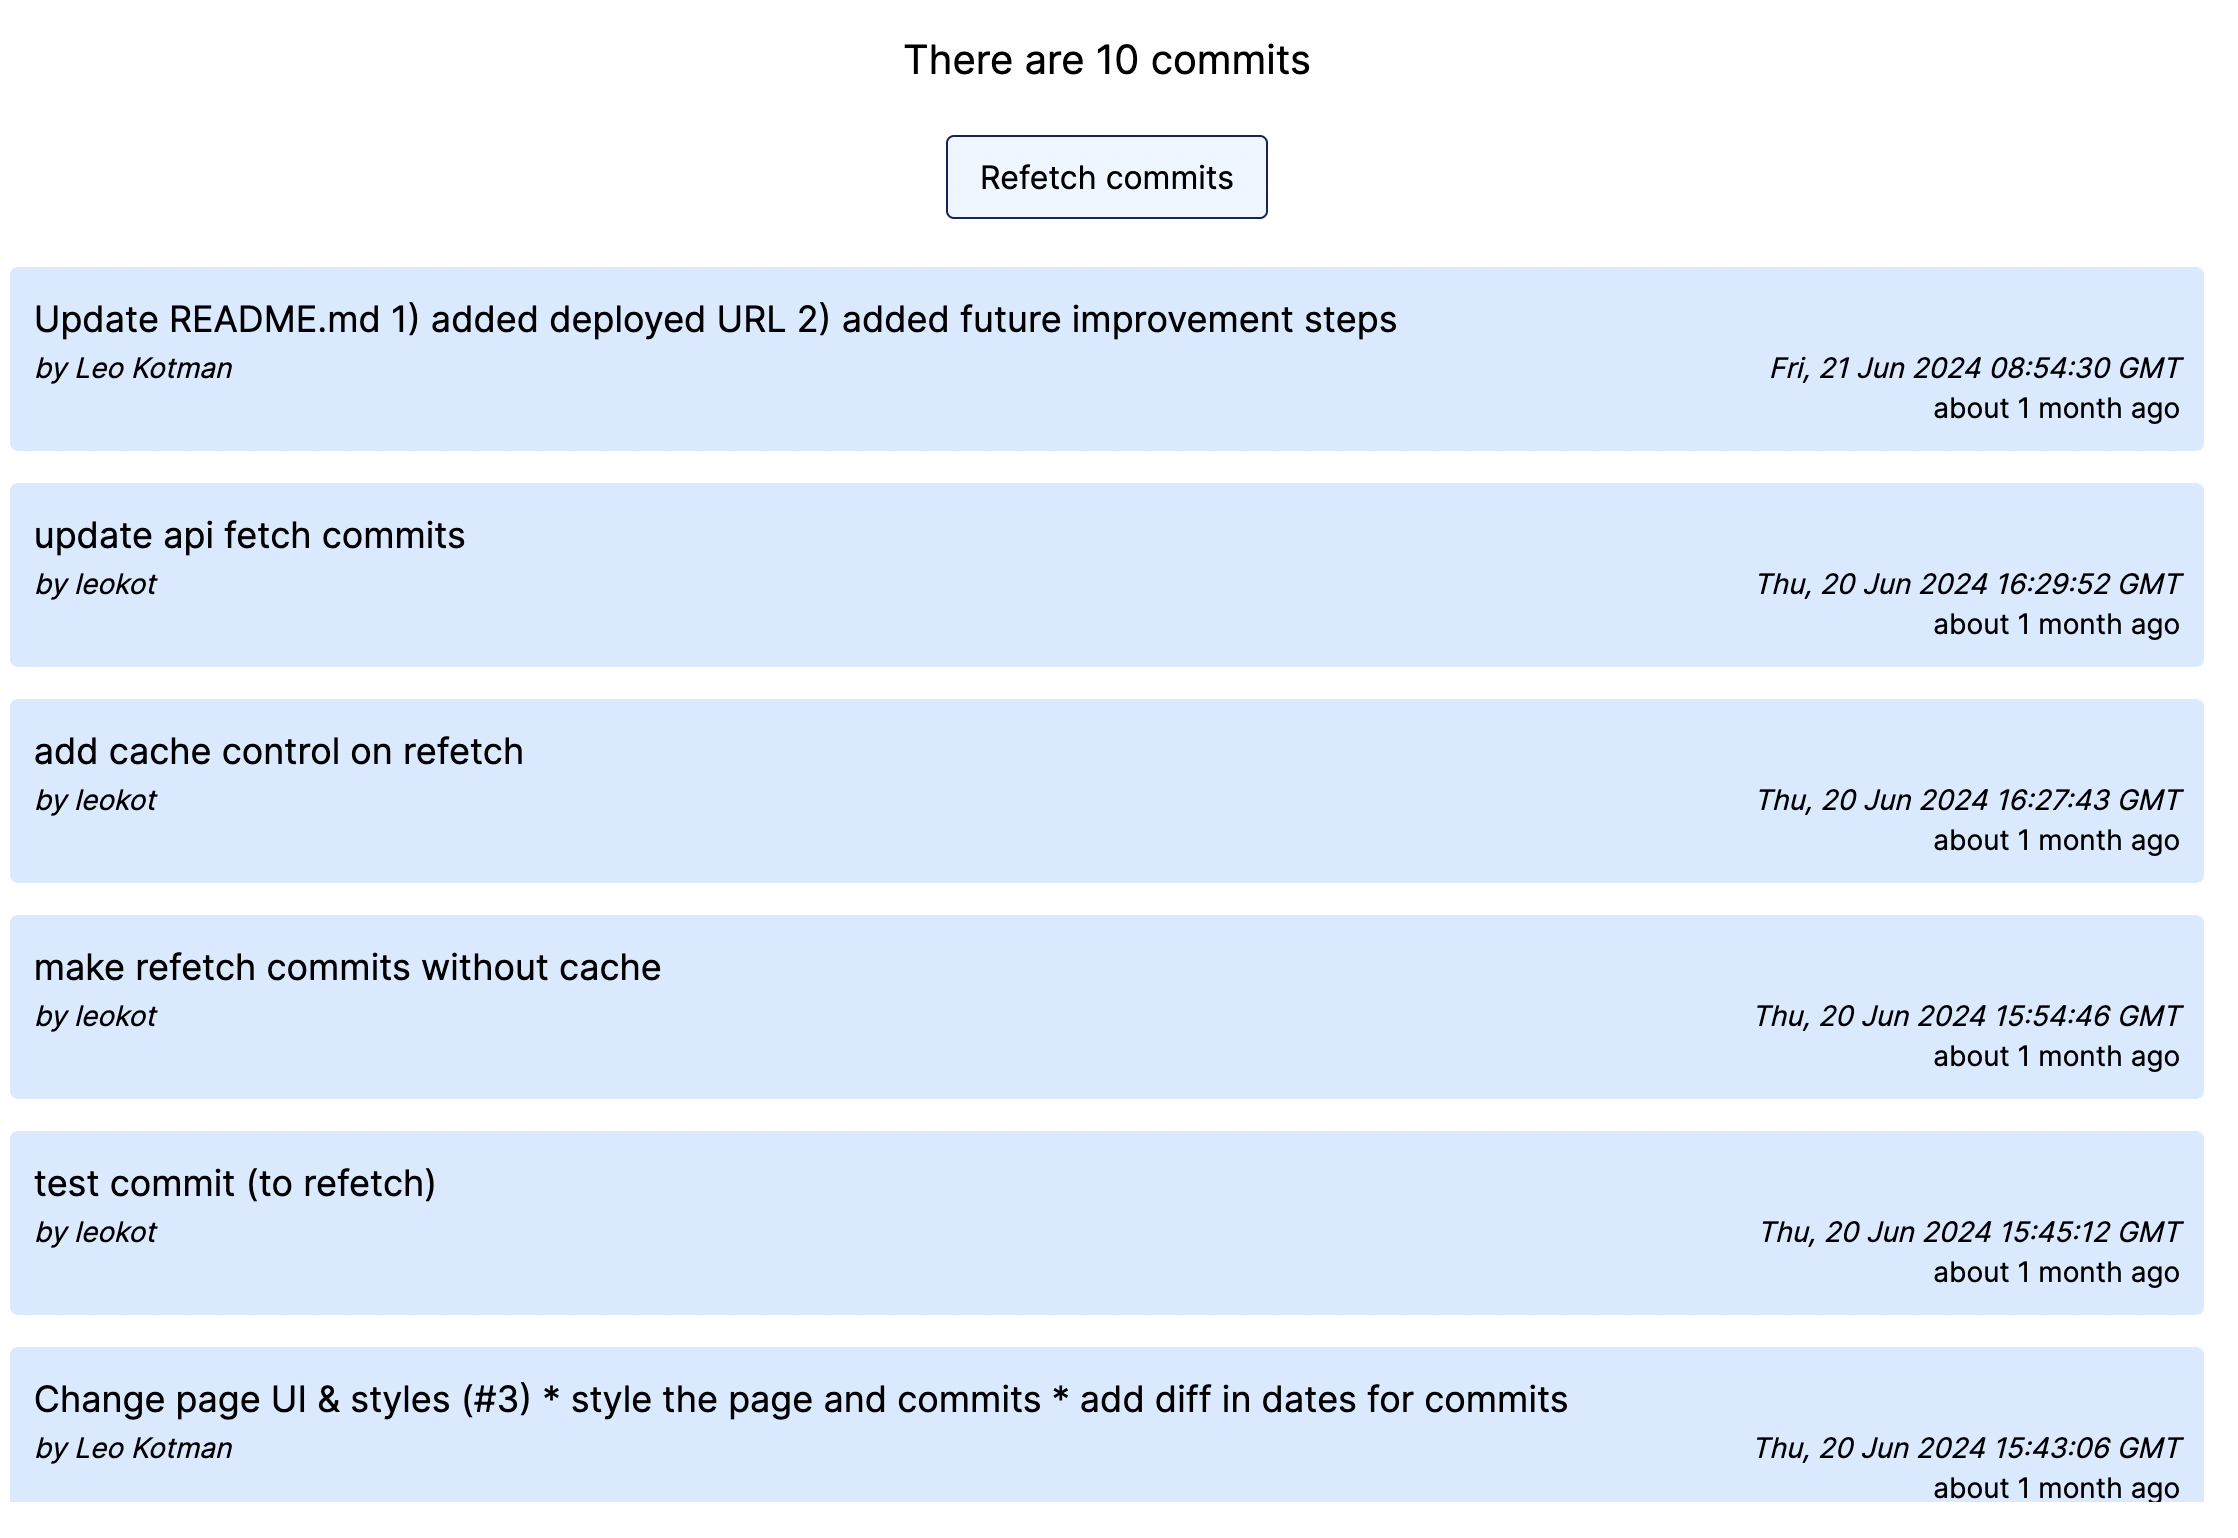 There are 10 commits
Refetch commits
Update README.md 1) added deployed URL 2) added future improvement steps
by Leo Kotman
Fri, 21 Jun 2024 08:54:30 GMT
about 1 month ago
update api fetch commits
by leokot
Thu, 20 Jun 2024 16:29:52 GMT
about 1 month ago
add cache control on refetch
by leokot
Thu, 20 Jun 2024 16:27:43 GMT
about 1 month ago
make refetch commits without cache
by leokot
Thu, 20 Jun 2024 15:54:46 GMT
about 1 month ago
test commit (to refetch)
by leokot
Thu, 20 Jun 2024 15:45:12 GMT
about 1 month ago
Change page UI & styles (#3) * style the page and commits * add diff in dates for commits
by Leo Kotman
Thu, 20 Jun 2024 15:43:06 GMT
about 1 month ago